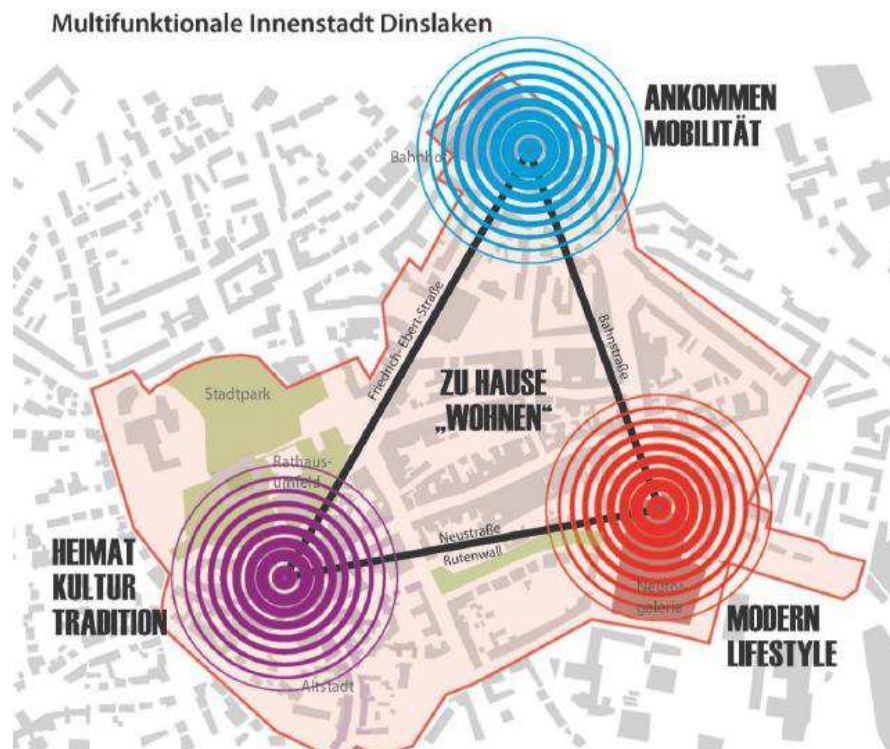 Multifunktionale Innenstadt Dinslaken
ANKOMMEN
MOBILITÄT
Bahnhof
Friedrich-Ebert-Straße
Bahnstraße
Stadtpark
ZU HAUSE
„WOHNEN“
Rathaus-
umfeld
Neustraße
Rutenwall
HEIMAT
KULTUR
TRADITION
Neutor-
galerie
MODERN
LIFESTYLE
Altstadt